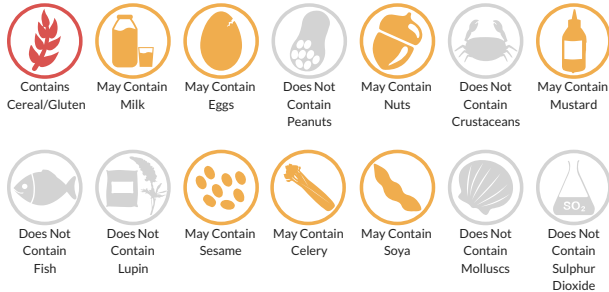 Contains
Cereal/Gluten
May Contain
Milk
May Contain
Eggs
Does Not
Contain
Peanuts
May Contain
Nuts
Does Not
Contain
Crustaceans
May Contain
Mustard
SO2
Does Not
Contain
Fish
Does Not
Contain
Lupin
May Contain
Sesame
May Contain
Celery
May Contain
Soya
Does Not
Contain
Molluscs
Does Not
Contain
Sulphur
Dioxide